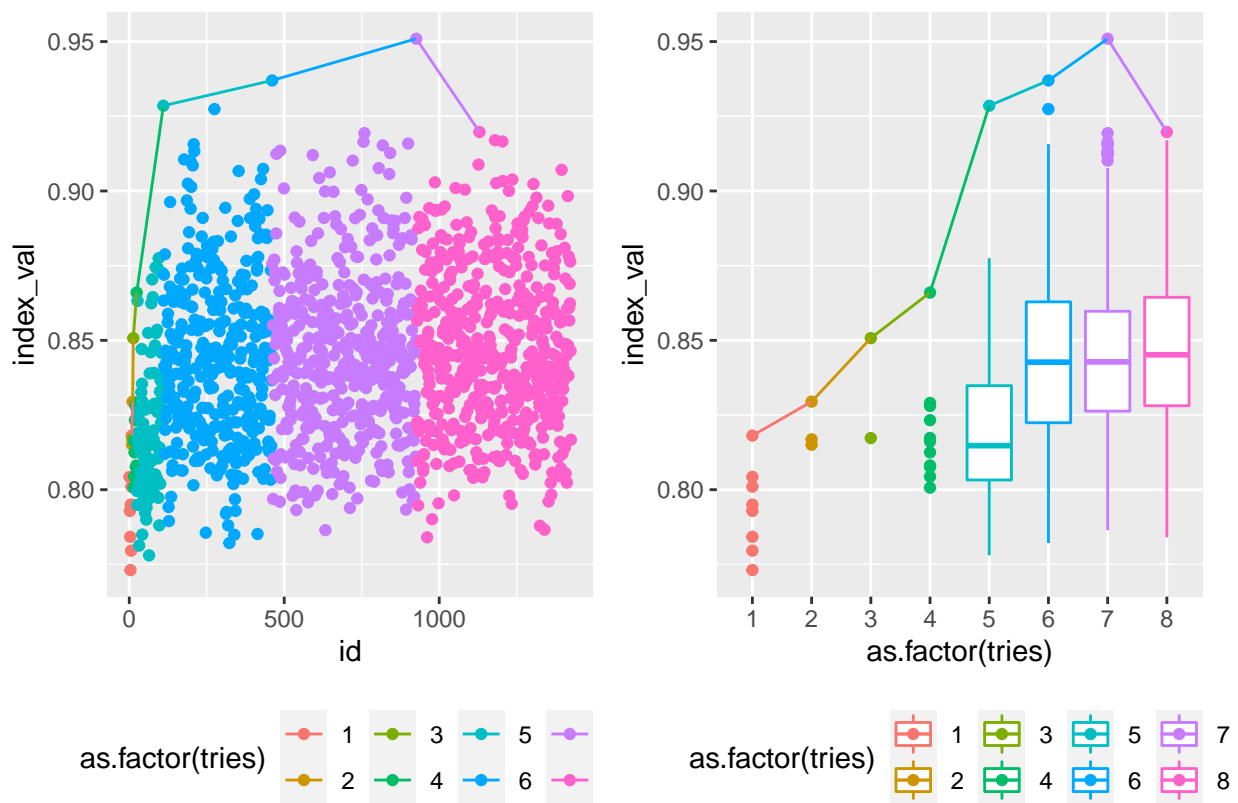 0.95
0.90
0.85
0.80
index_val
0 500 1000
id
as.factor(tries) 1 3 5
2 4 6
0.95
0.90
0.85
0.80
index_val
1 2 3 4 5 6 7 8
as.factor(tries)
as.factor(tries) 1 3 5 7
2 4 6 8